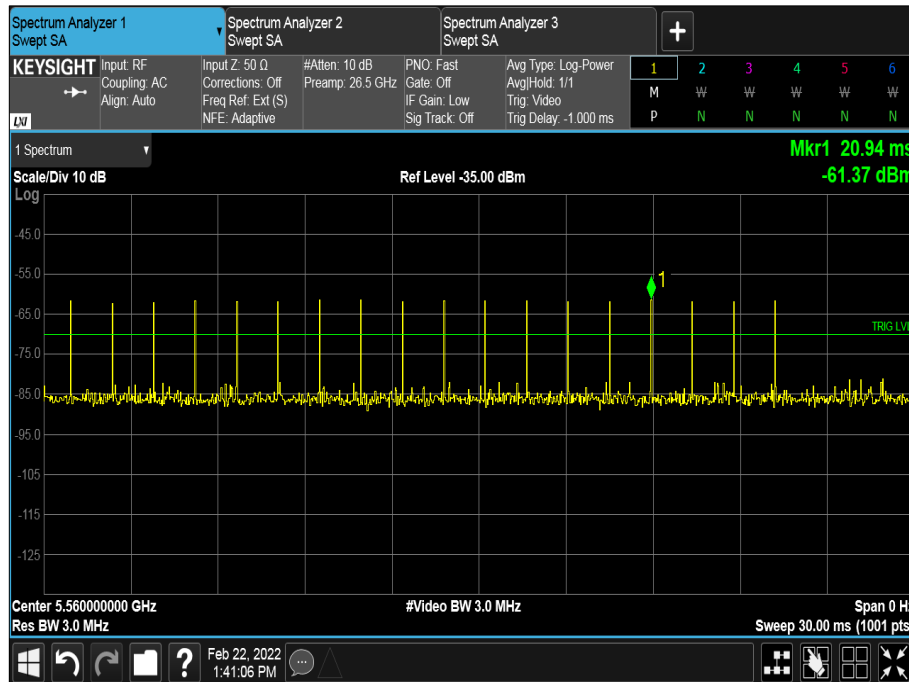 Spectrum Analyzer 1
Swept SA
Spectrum Analyzer 2
Swept SA
Spectrum Analyzer 3
Swept SA
+
KEYSIGHT
LXI
Input: RF
Coupling: AC
Align: Auto
Input Z: 50 Ω
Corrections: Off
Freq Ref: Ext (S)
NFE: Adaptive
#Atten: 10 dB
Preamp: 26.5 GHz
PNO: Fast
Gate: Off
IF Gain: Low
Sig Track: Off
Avg Type: Log-Power
Avg|Hold: 1/1
Trig: Video
Trig Delay: -1.000 ms
1 2 3 4 5 6
M W W W W W
P N N N N N
1 Spectrum
Mkr1 20.94 ms
Scale/Div 10 dB
Ref Level -35.00 dBm
-61.37 dBm
Log
-45.0
-55.0
1
-65.0
TRIG LVL
-75.0
-85.0
-95.0
-105
-115
-125
Center 5.560000000 GHz
#Video BW 3.0 MHz
Span 0 Hz
Res BW 3.0 MHz
Sweep 30.00 ms (1001 pts)
?
Feb 22, 2022
1:41:06 PM